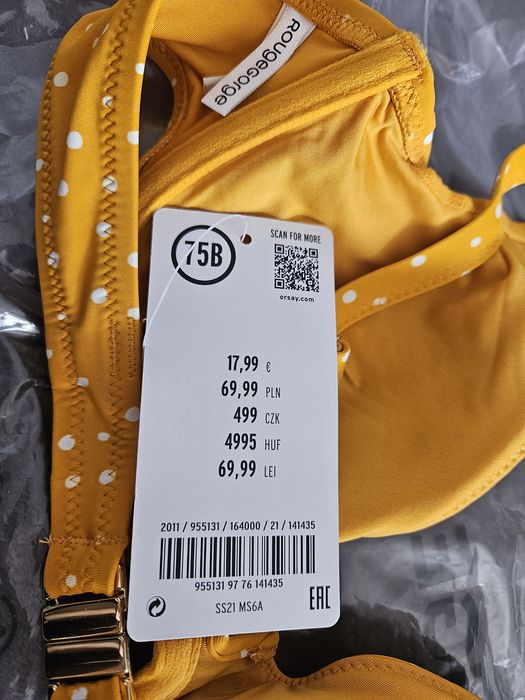 ROUGEGORGE
75B
SCAN FOR MORE
orsay.com
17,99 €
69,99 PLN
499 CZK
4995 HUF
69,99 LEI
2011 / 955131 / 164000 / 21 / 141435
955131 97 76 141435
SS21 MS6A
EAC